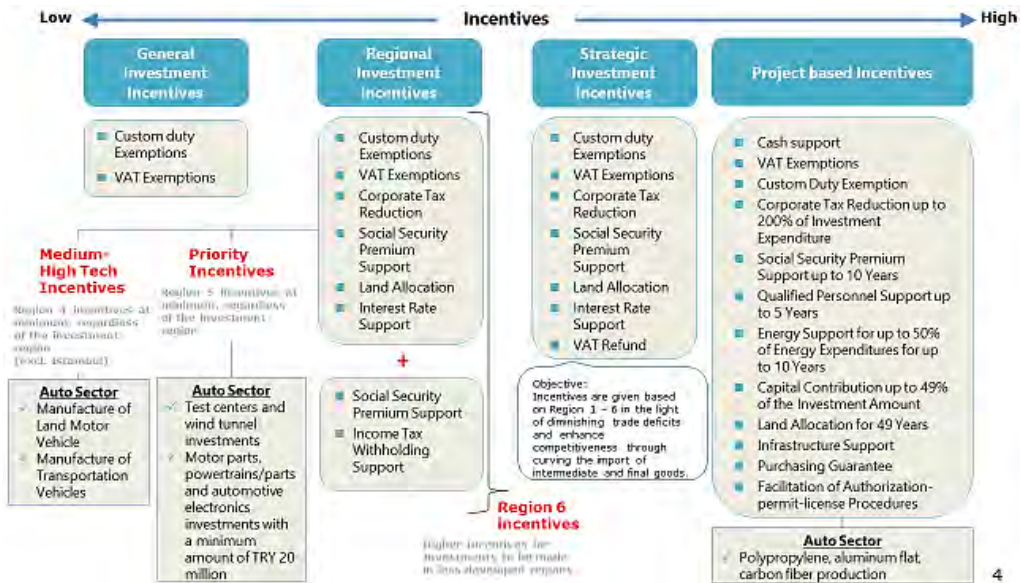 Low
Incentives
High
General
Investment
Incentives
Custom duty
Exemptions
VAT Exemptions
Regional
Investment
Incentives
Custom duty
Exemptions
VAT Exemptions
Corporate Tax
Reduction
Social Security
Premium
Support
Land Allocation
Interest Rate
Support
+
Social Security
Premium Support
Income Tax
Withholding
Support
Region 6
incentives
Higher incentives for
investments to be made
in less developed regions
Medium-
High Tech
Incentives
Region 4 incentives at
minimum, regardless
of the investment
region
(excl. Istanbul)
Auto Sector
Manufacture of
Land Motor
Vehicle
Manufacture of
Transportation
Vehicles
Priority
Incentives
Region 5 incentives at
minimum, regardless
of the investment
region
Auto Sector
Test centers and
wind tunnel
investments
Motor parts,
powertrains/parts
and automotive
electronics
investments with
a minimum
amount of TRY 20
million
Strategic
Investment
Incentives
Custom duty
Exemptions
VAT Exemptions
Corporate Tax
Reduction
Social Security
Premium
Support
Land Allocation
Interest Rate
Support
VAT Refund
Objective:
Incentives are given based
on Region 1 – 6 in the light
of diminishing trade deficits
and enhance
competitiveness through
curving the import of
intermediate and final goods.
Project based Incentives
Cash support
VAT Exemptions
Custom Duty Exemption
Corporate Tax Reduction up to
200% of Investment
Expenditure
Social Security Premium
Support up to 10 Years
Qualified Personnel Support up
to 5 Years
Energy Support for up to 50%
of Energy Expenditures for up
to 10 Years
Capital Contribution up to 49%
of the Investment Amount
Land Allocation for 49 Years
Infrastructure Support
Purchasing Guarantee
Facilitation of Authorization-
permit-license Procedures
Auto Sector
Polypropylene, aluminum flat,
carbon fiber production
4